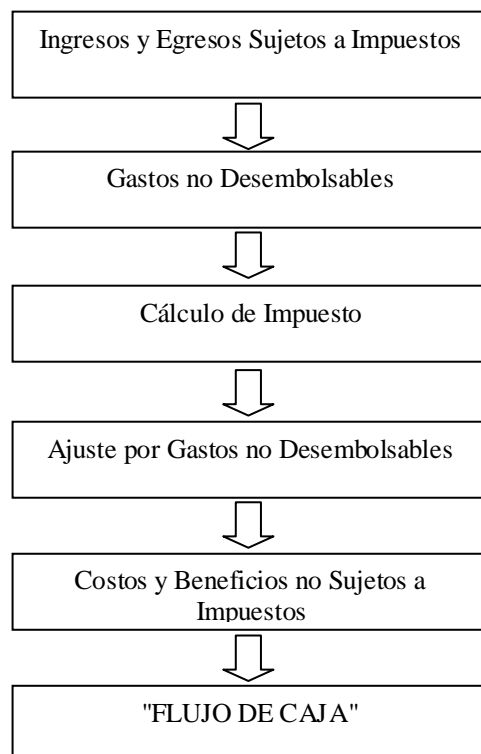 Ingresos y Egresos Sujetos a Impuestos
Gastos no Desembolsables
Cálculo de Impuesto
Ajuste por Gastos no Desembolsables
Costos y Beneficios no Sujetos a
Impuestos
"FLUJO DE CAJA"